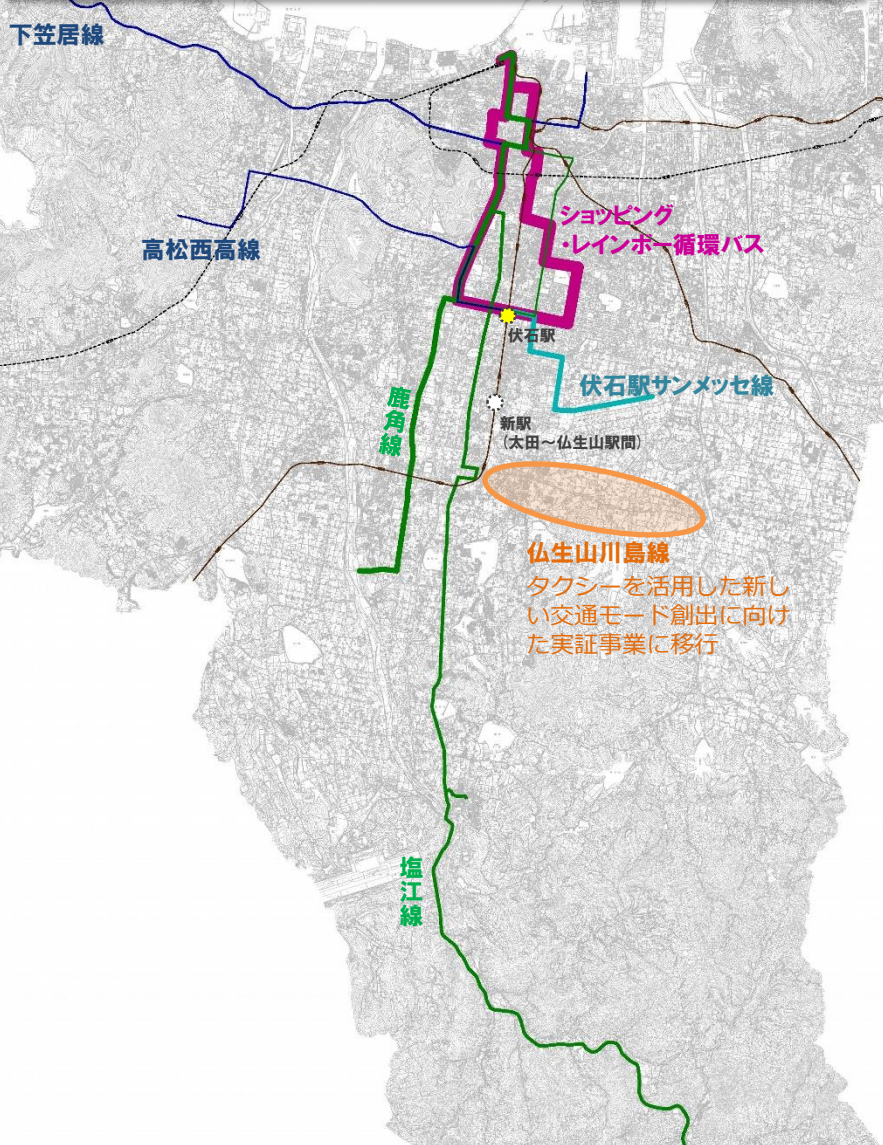 下笠居線
高松西高線
ショッピング
・レインボー循環バス
伏石駅
伏石駅サンメッセ線
鹿角線
新駅
(太田～仏生山駅間)
仏生山川島線
タクシーを活用した新し
い交通モード創出に向け
た実証事業に移行
塩江線